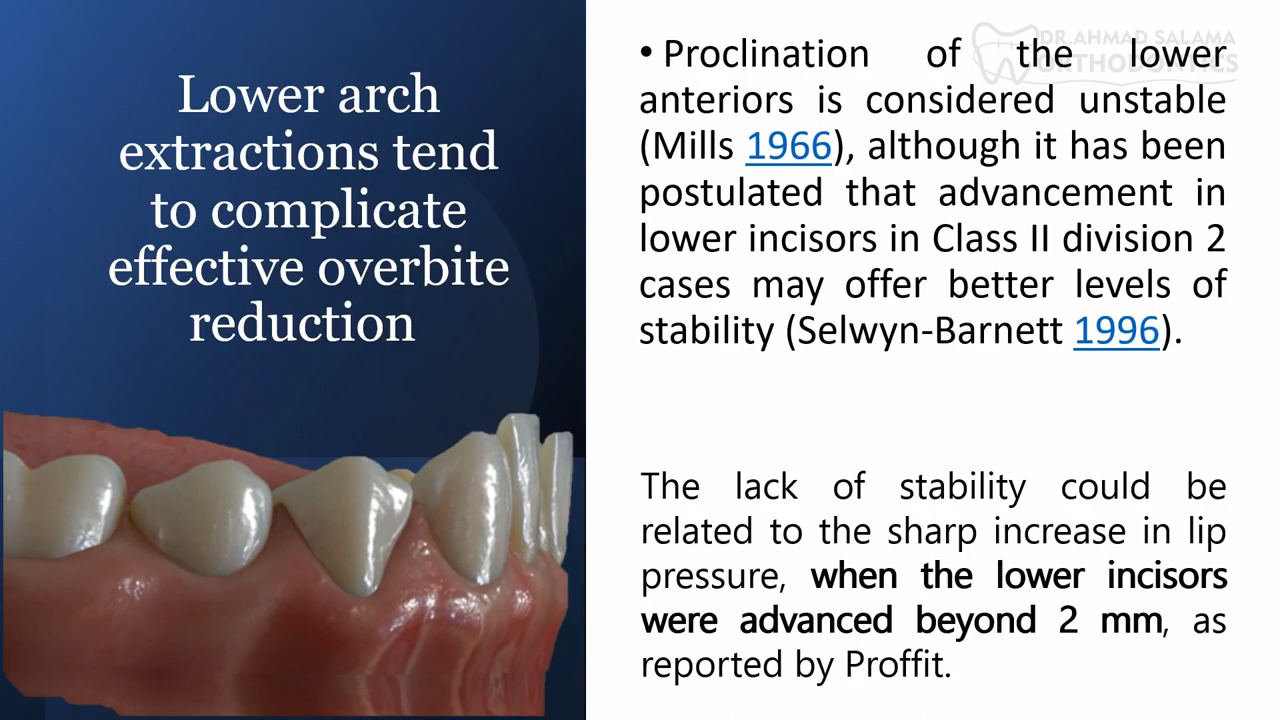 Lower arch
extractions tend
to complicate
effective overbite
reduction
DR.AHMAD SALAMA
ORTHODONTICS
• Proclination of the lower
anteriors is considered unstable
(Mills 1966), although it has been
postulated that advancement in
lower incisors in Class II division 2
cases may offer better levels of
stability (Selwyn-Barnett 1996).
The lack of stability could be
related to the sharp increase in lip
pressure, when the lower incisors
were advanced beyond 2 mm, as
reported by Proffit.